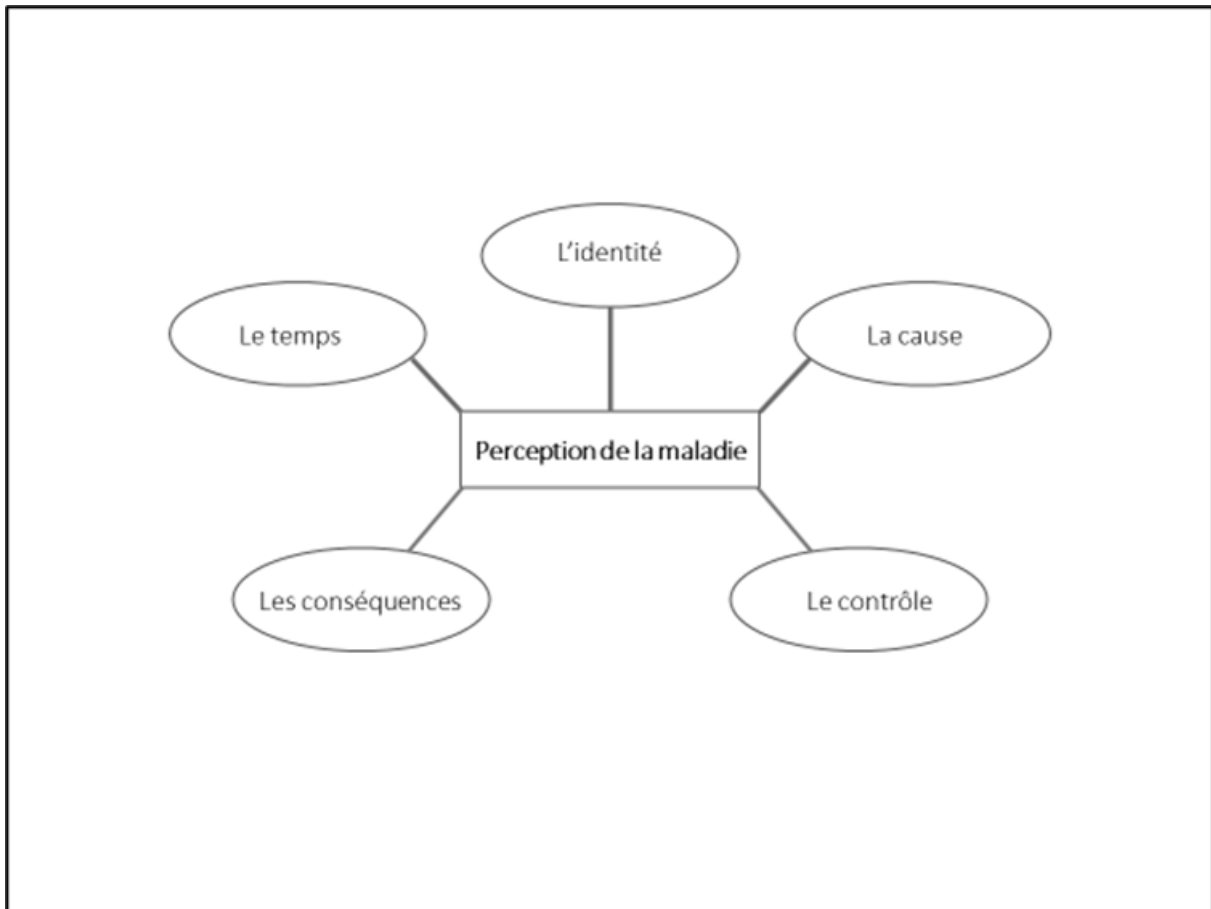 L'identité
Le temps
La cause
Perception de la maladie
Les conséquences
Le contrôle